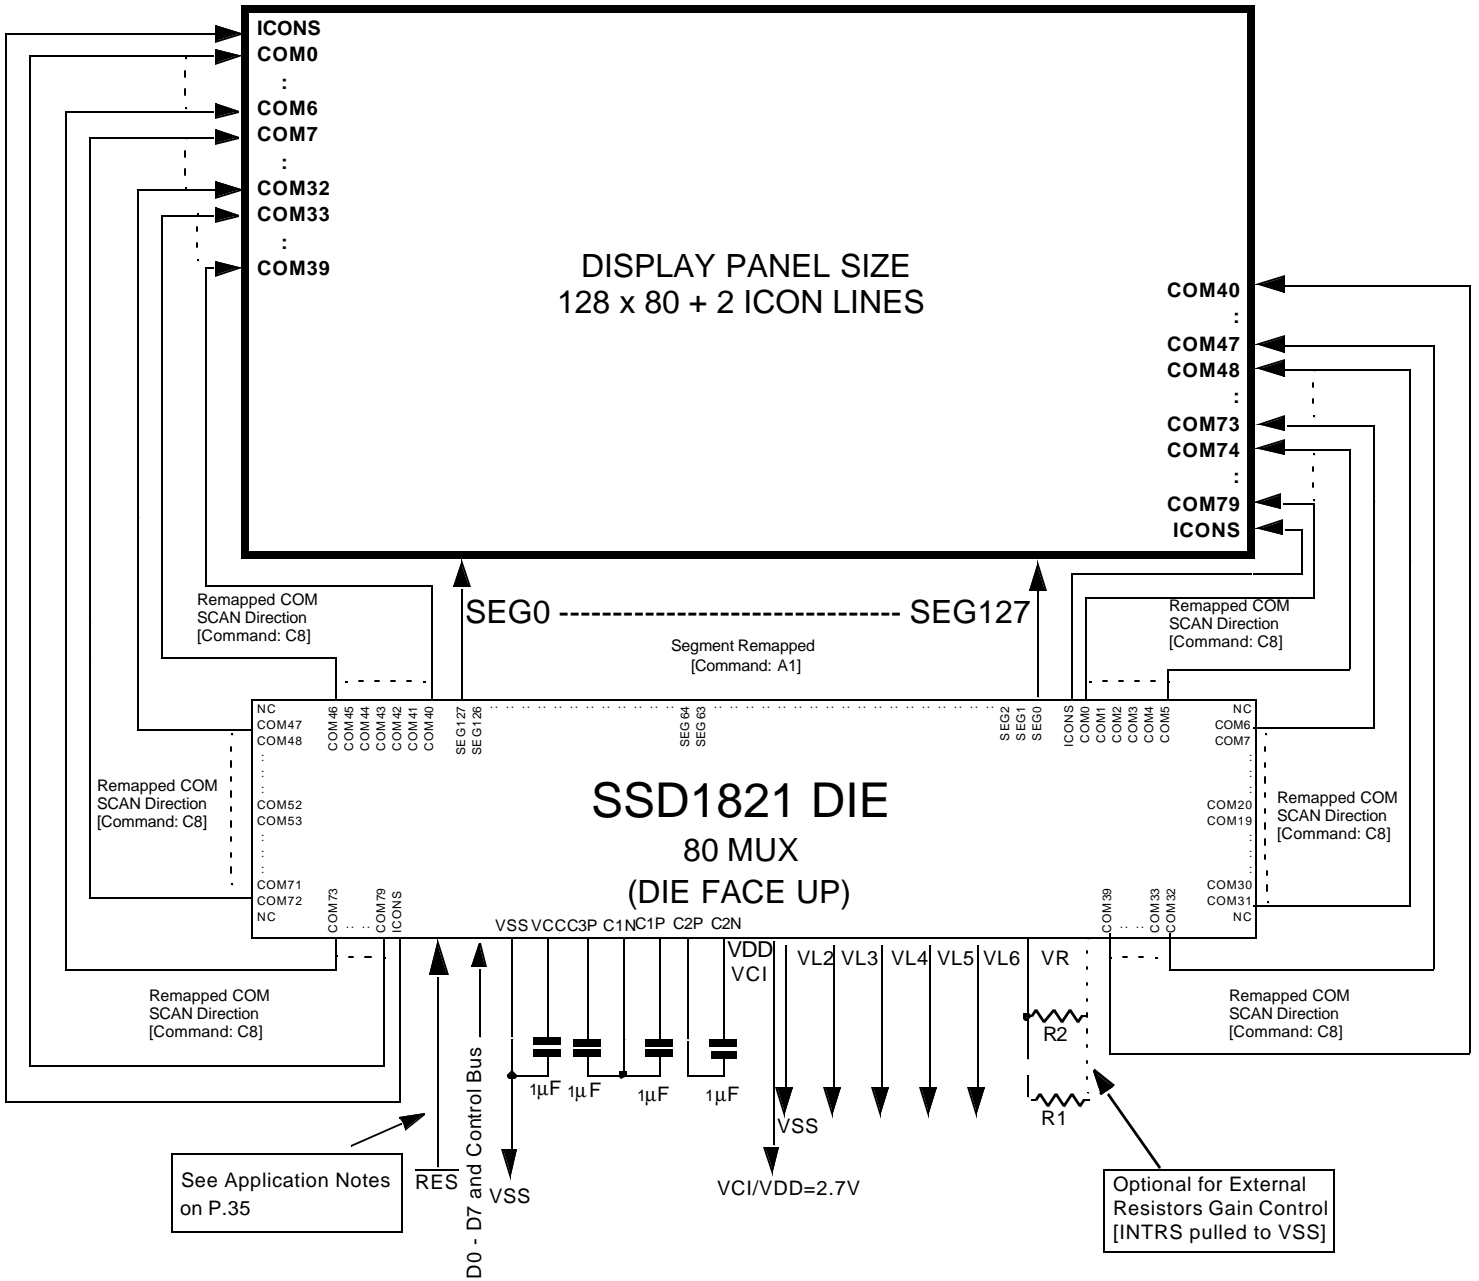 ICONS
COM0
:
COM6
COM7
:
COM32
COM33
:
COM39
DISPLAY PANEL SIZE
128 x 80 + 2 ICON LINES
COM40
:
COM47
COM48
:
COM73
COM74
:
COM79
ICONS
SEG0 -------------------------------- SEG127
Segment Remapped
[Command: A1]
Remapped COM
SCAN Direction
[Command: C8]
Remapped COM
SCAN Direction
[Command: C8]
NC
COM47
COM48
:
:
:
COM52
COM53
:
:
:
COM71
COM72
NC
COM46
COM45
COM44
COM43
COM42
COM41
COM40
SEG127
SEG126
SEG64
SEG63
SEG2
SEG1
SEG0
ICONS
COM0
COM1
COM2
COM3
COM4
COM5
NC
COM6
COM7
:
:
:
COM20
COM19
:
:
:
COM30
COM31
NC
Remapped COM
SCAN Direction
[Command: C8]
SSD1821 DIE
80 MUX
(DIE FACE UP)
Remapped COM
SCAN Direction
[Command: C8]
COM73
COM79
ICONS
VSS VCC C3P C1N C1P C2P C2N
COM39
COM33
COM32
VDD
VCI
VL2 VL3 VL4 VL5 VL6 VR
Remapped COM
SCAN Direction
[Command: C8]
Remapped COM
SCAN Direction
[Command: C8]
R2
R1
1µF 1µF 1µF 1µF
VSS
D0 - D7 and Control Bus
RES
VSS
VCI/VDD=2.7V
See Application Notes
on P.35
Optional for External
Resistors Gain Control
[INTRS pulled to VSS]